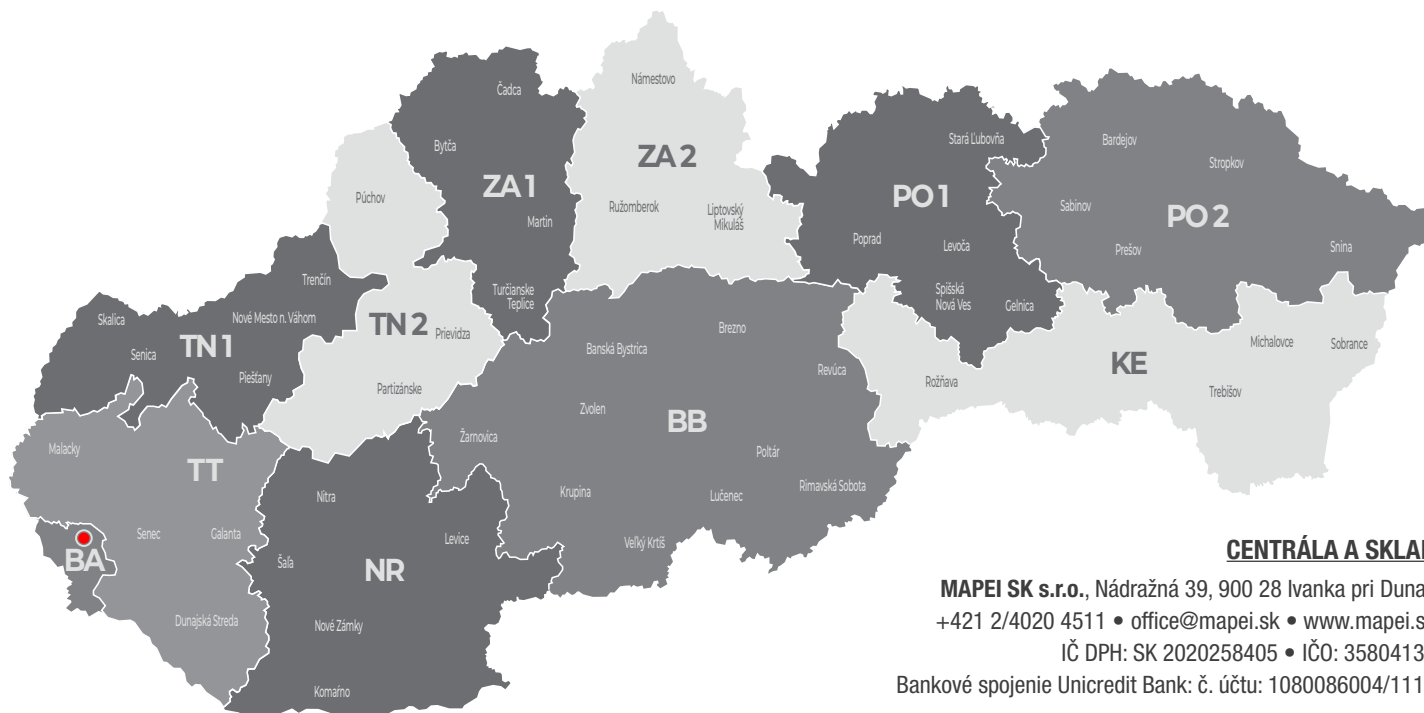 Námestovo
Čadca
Bytča
ZA 2
Stará Ľubovňa
Bardejov
Stropkov
Púchov
ZA 1
PO 1
Sabinov
PO 2
Ružomberok
Liptovský
Mikuláš
Martin
Poprad
Levoča
Prešov
Snina
Trenčín
Turčianske
Teplice
Spišská
Nová Ves
Gelnica
Skalica
Nové Mesto n. Váhom
TN 2
Prievidza
Brezno
Senica
TN 1
Banská Bystrica
Michalovce
Sobrance
KE
Piešťany
Partizánske
Revúca
Rožňava
Trebišov
Zvolen
BB
Malacky
Žarnovica
Poltár
TT
Nitra
Krupina
Lučenec
Rimavská Sobota
Senec
Galanta
Levice
Veľký Krtíš
BA
Šaľa
NR
Dunajská Streda
Nové Zámky
Komárno
CENTRÁLA A SKLA
MAPEI SK s.r.o., Nádražná 39, 900 28 Ivanka pri Duna
+421 2/4020 4511 • office@mapei.sk • www.mapei.s
IČ DPH: SK 2020258405 • IČO: 3580413
Bankové spojenie Unicredit Bank: č. účtu: 1080086004/111